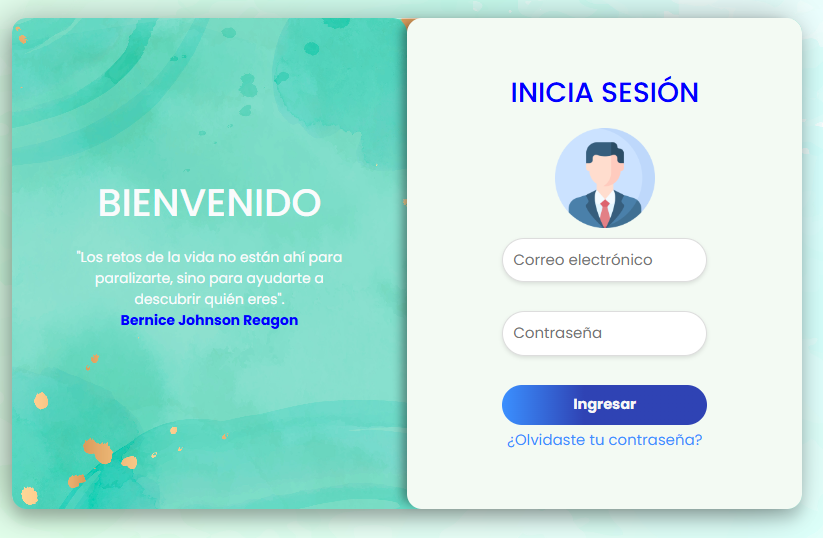 BIENVENIDO
"Los retos de la vida no están ahí para
paralizarte, sino para ayudarte a
descubrir quién eres".
Bernice Johnson Reagon
INICIA SESIÓN
Correo electrónico
Contraseña
Ingresar
¿Olvidaste tu contraseña?